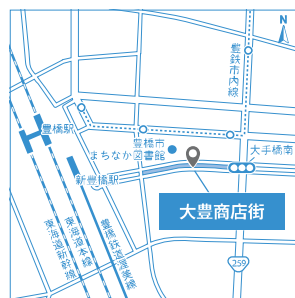 N
豊鉄市内線
豊橋駅
豊橋市
まちなか図書館
大手橋南
新豊橋駅
大豊商店街
東海道新幹線
東海道本線
豊橋鉄道渥美線
259